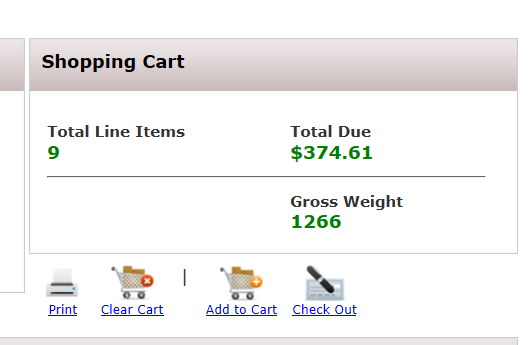 Shopping Cart
Total Line Items
9
Total Due
$374.61
Gross Weight
1266
Print
Clear Cart
|
Add to Cart
Check Out